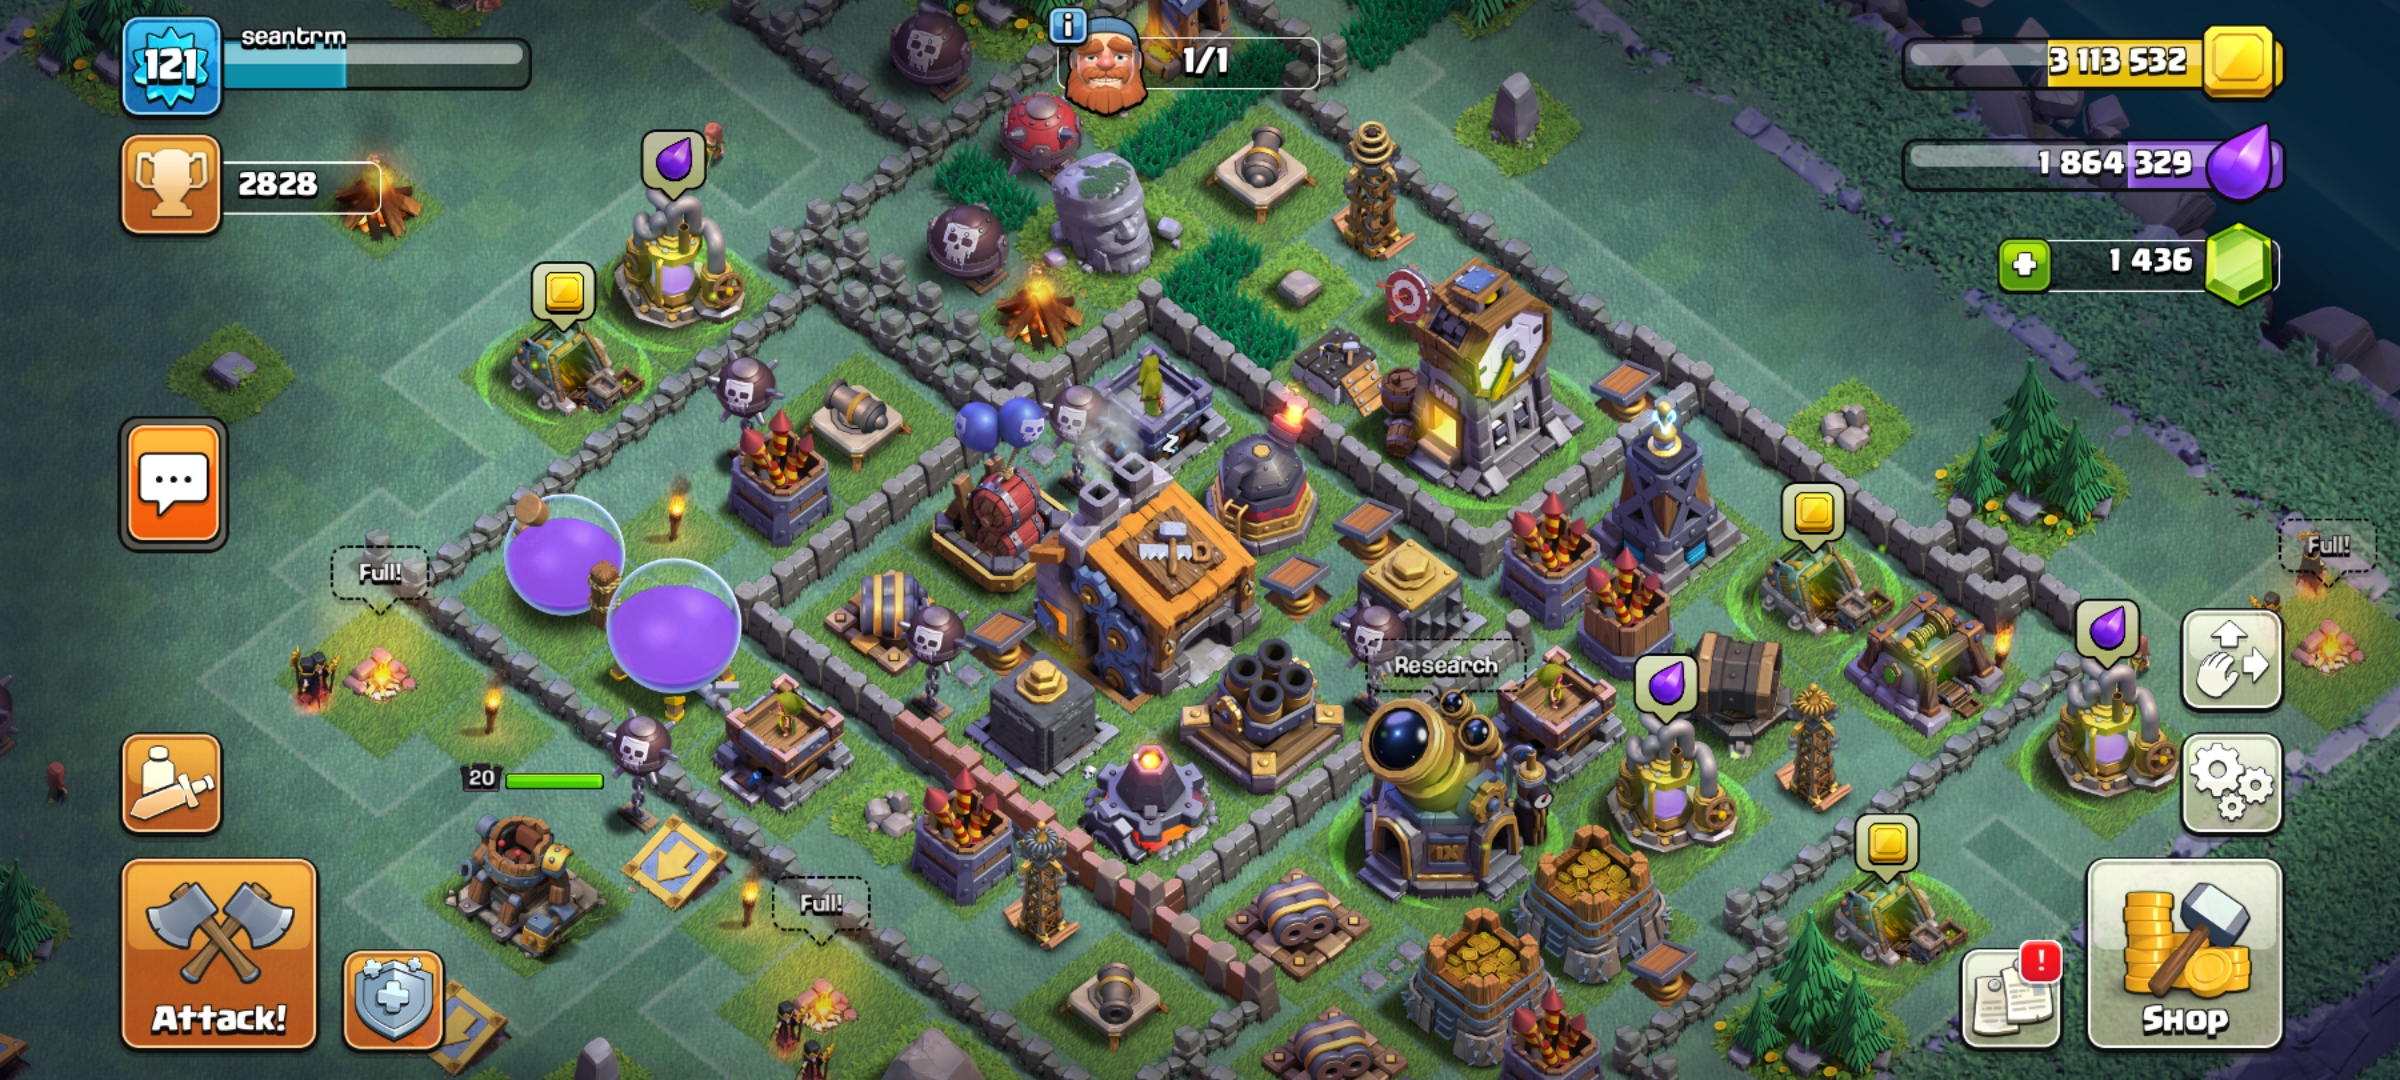 121
seantrm
1/1
3 113 532
2828
1 864 329
1 436
z
Full!
Full!
Research
20
Full!
IX
Attack!
!
Shop